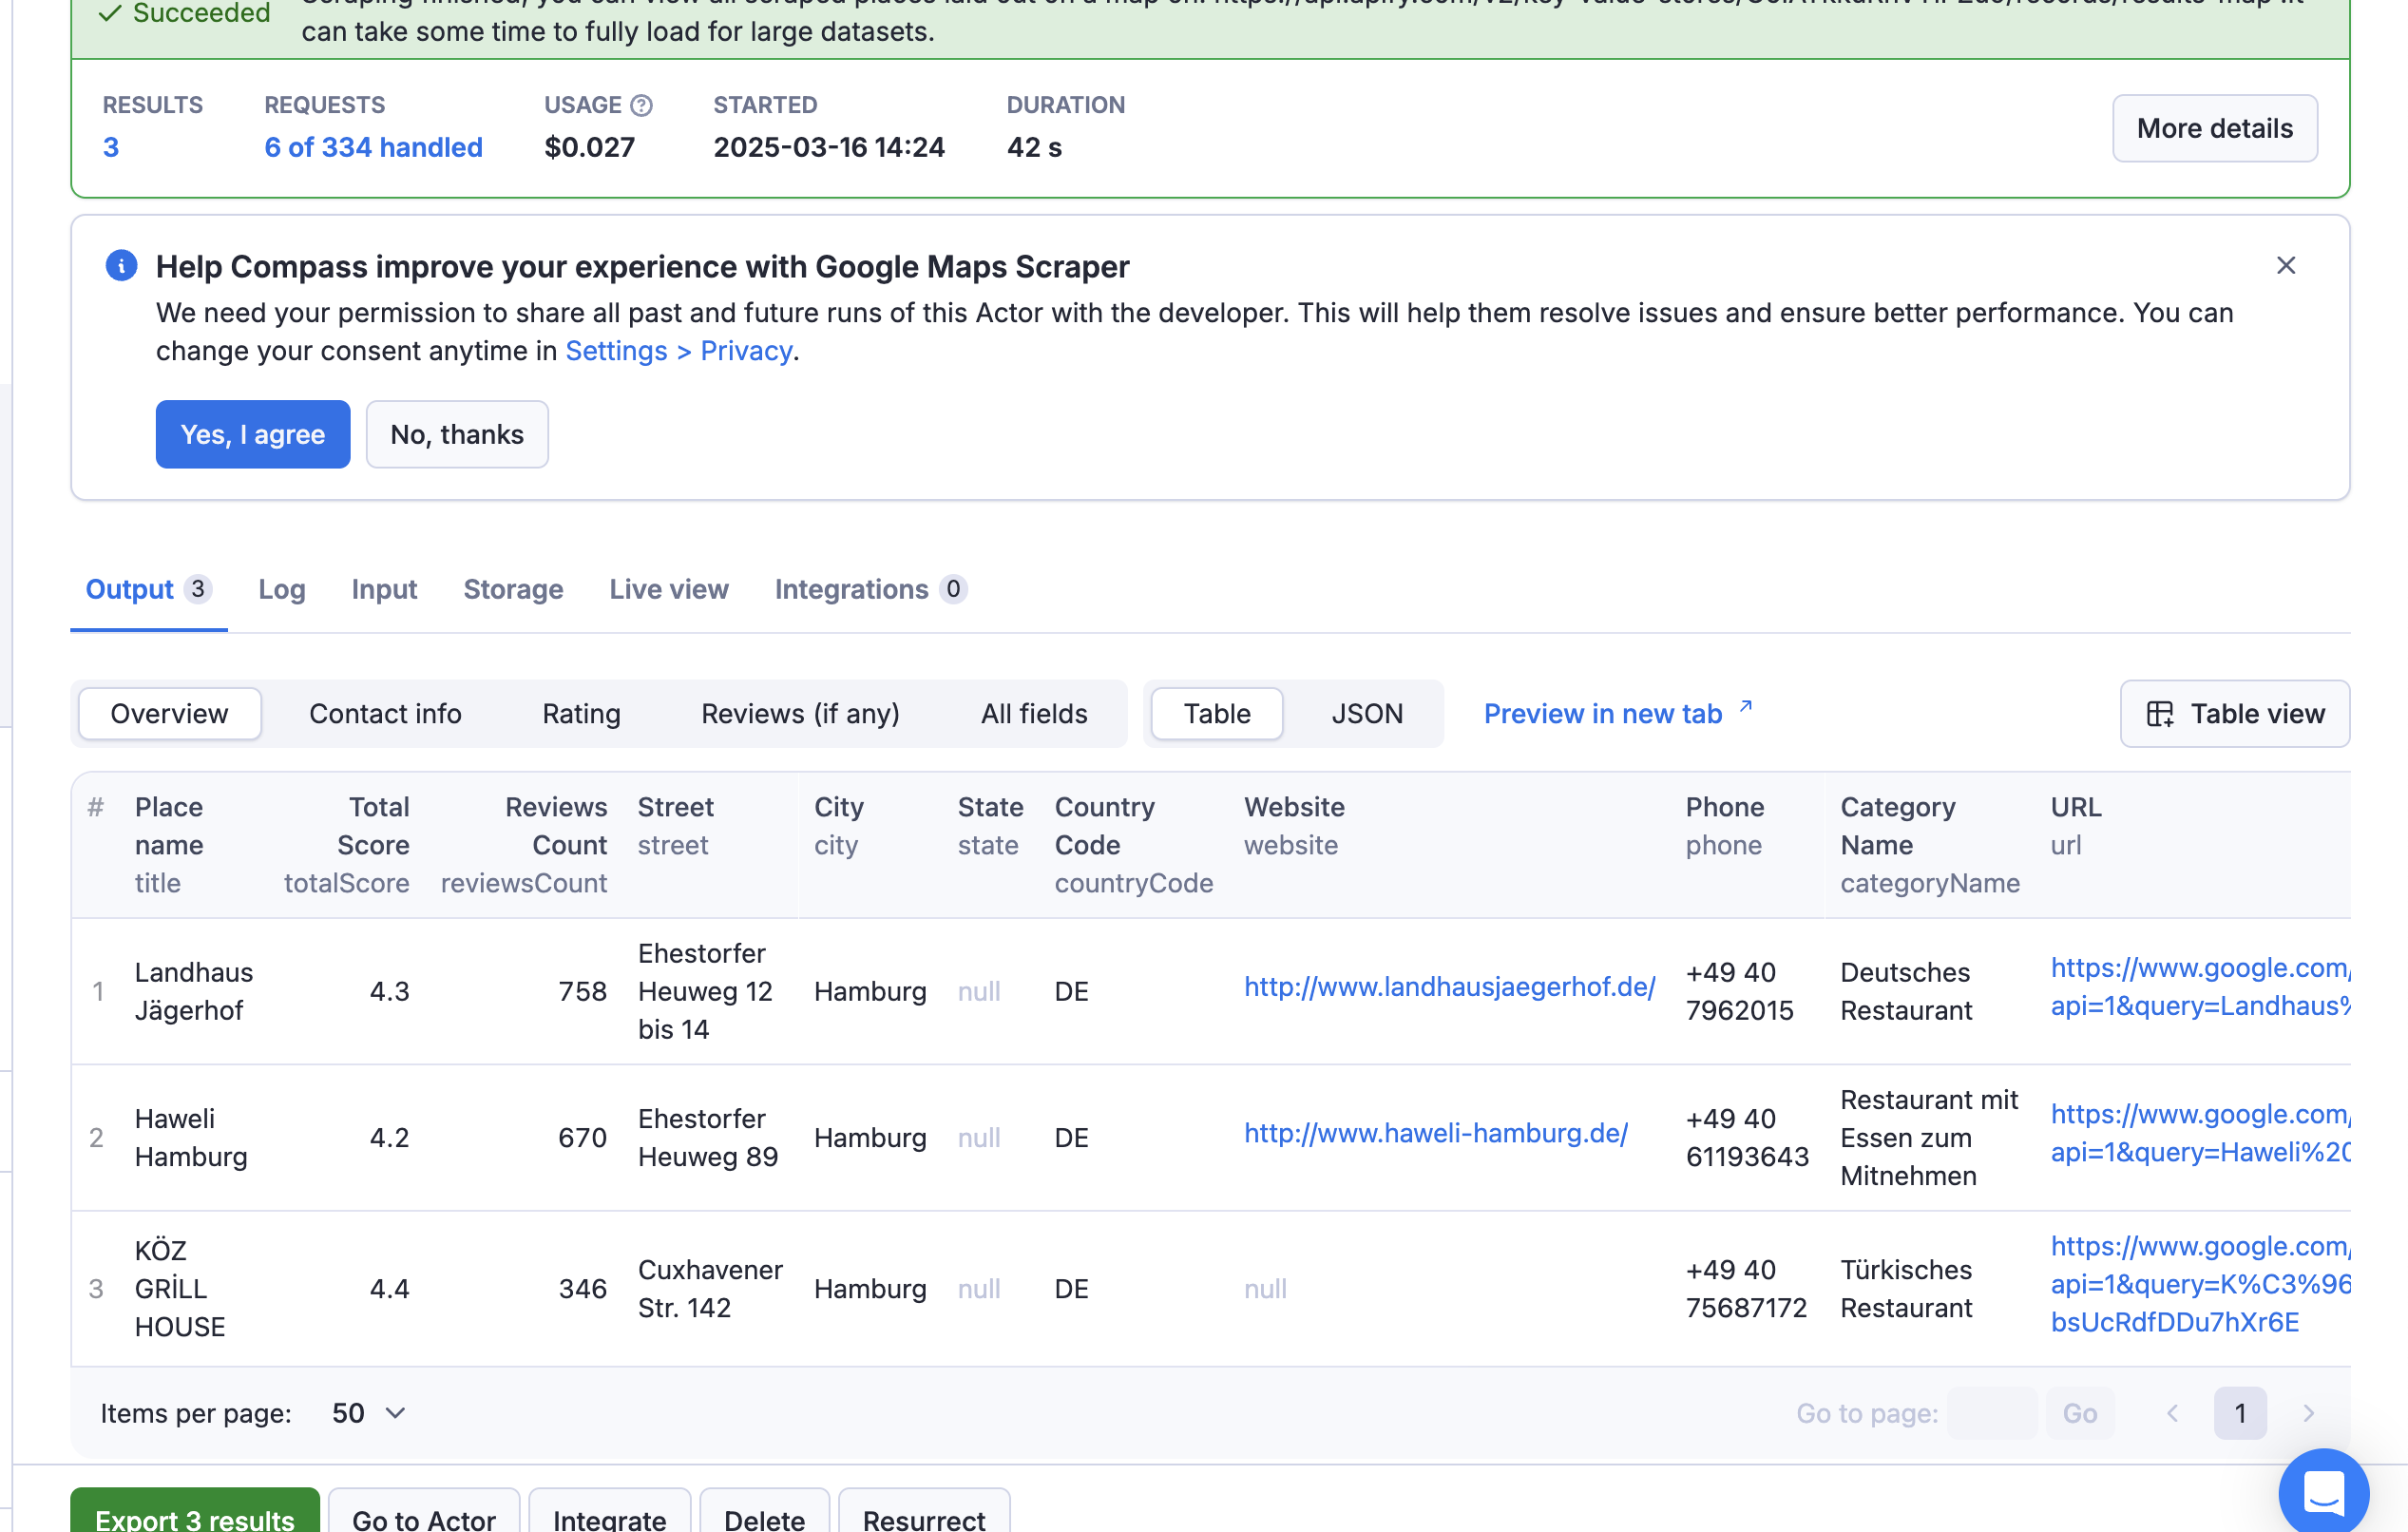 Succeeded
can take some time to fully load for large datasets.
RESULTS
3
REQUESTS
6 of 334 handled
USAGE
$0.027
STARTED
2025-03-16 14:24
DURATION
42 s
More details
Help Compass improve your experience with Google Maps Scraper
We need your permission to share all past and future runs of this Actor with the developer. This will help them resolve issues and ensure better performance. You can
change your consent anytime in Settings > Privacy.
Yes, I agree
No, thanks
Output 3
Log
Input
Storage
Live view
Integrations 0
Overview
Contact info
Rating
Reviews (if any)
All fields
Table
JSON
Preview in new tab
Table view
#
Place
name
title
Total
Score
totalScore
Reviews
Count
reviewsCount
Street
street
City
city
State
state
Country
Code
countryCode
Website
website
Phone
phone
Category
Name
categoryName
URL
url
1
Landhaus
Jägerhof
4.3
758
Ehestorfer
Heuweg 12
bis 14
Hamburg
null
DE
http://www.landhausjaegerhof.de/
+49 40
7962015
Deutsches
Restaurant
https://www.google.com/
api=1&query=Landhaus%
2
Haweli
Hamburg
4.2
670
Ehestorfer
Heuweg 89
Hamburg
null
DE
http://www.haweli-hamburg.de/
+49 40
61193643
Restaurant mit
Essen zum
Mitnehmen
https://www.google.com/
api=1&query=Haweli%20
3
KÖZ
GRİLL
HOUSE
4.4
346
Cuxhavener
Str. 142
Hamburg
null
DE
null
+49 40
75687172
Türkisches
Restaurant
https://www.google.com/
api=1&query=K%C3%96
bsUcRdfDDu7hXr6E
Items per page: 50
Go to page:
Go
1
Export 3 results
Go to Actor
Integrate
Delete
Resurrect